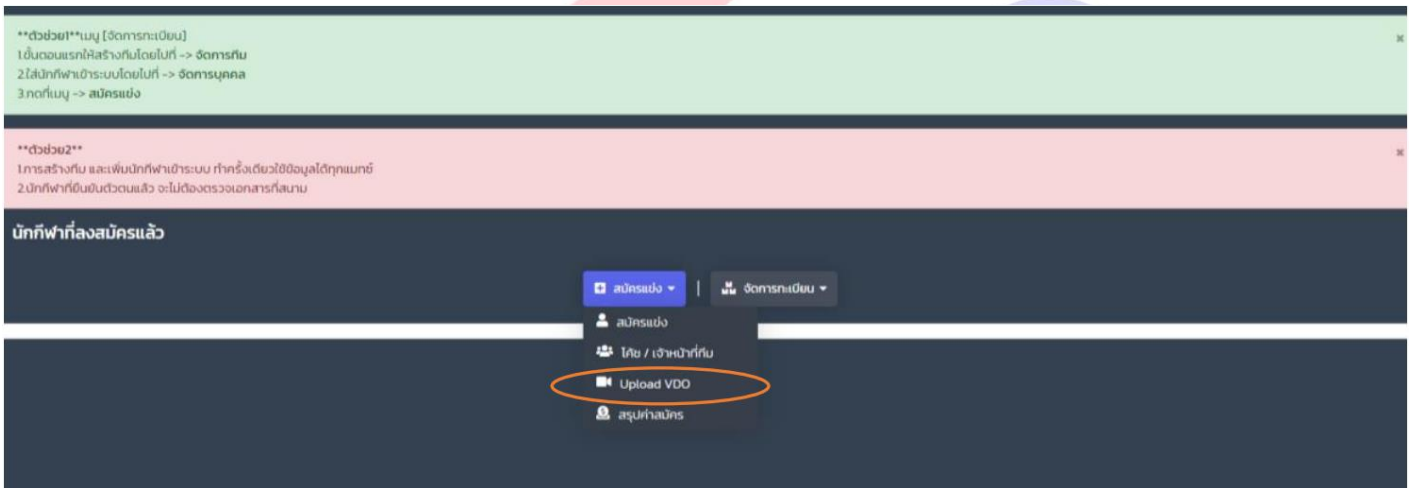 **ตัวช่วย1**เมนู [จัดการทะเบียน]
1.ขั้นตอนแรกให้สร้างทีมโดยไปที่ -> จัดการทีม
2.ใส่นักกีฬาเข้าระบบโดยไปที่ -> จัดการบุคคล
3.กดที่เมนู -> สมัครแข่ง
**ตัวช่วย2**
1.การสร้างทีม และเพิ่มนักกีฬาเข้าระบบ ทำครั้งเดียวใช้ข้อมูลได้ทุกแมทซ์
2.นักกีฬาที่ยืนยันตัวตนแล้ว จะไม่ต้องตรวจเอกสารที่สนาม
นักกีฬาที่ลงสมัครแล้ว
สมัครแข่ง | จัดการทะเบียน
สมัครแข่ง
โค้ช / เจ้าหน้าที่ทีม
Upload VDO
สรุปค่าสมัคร